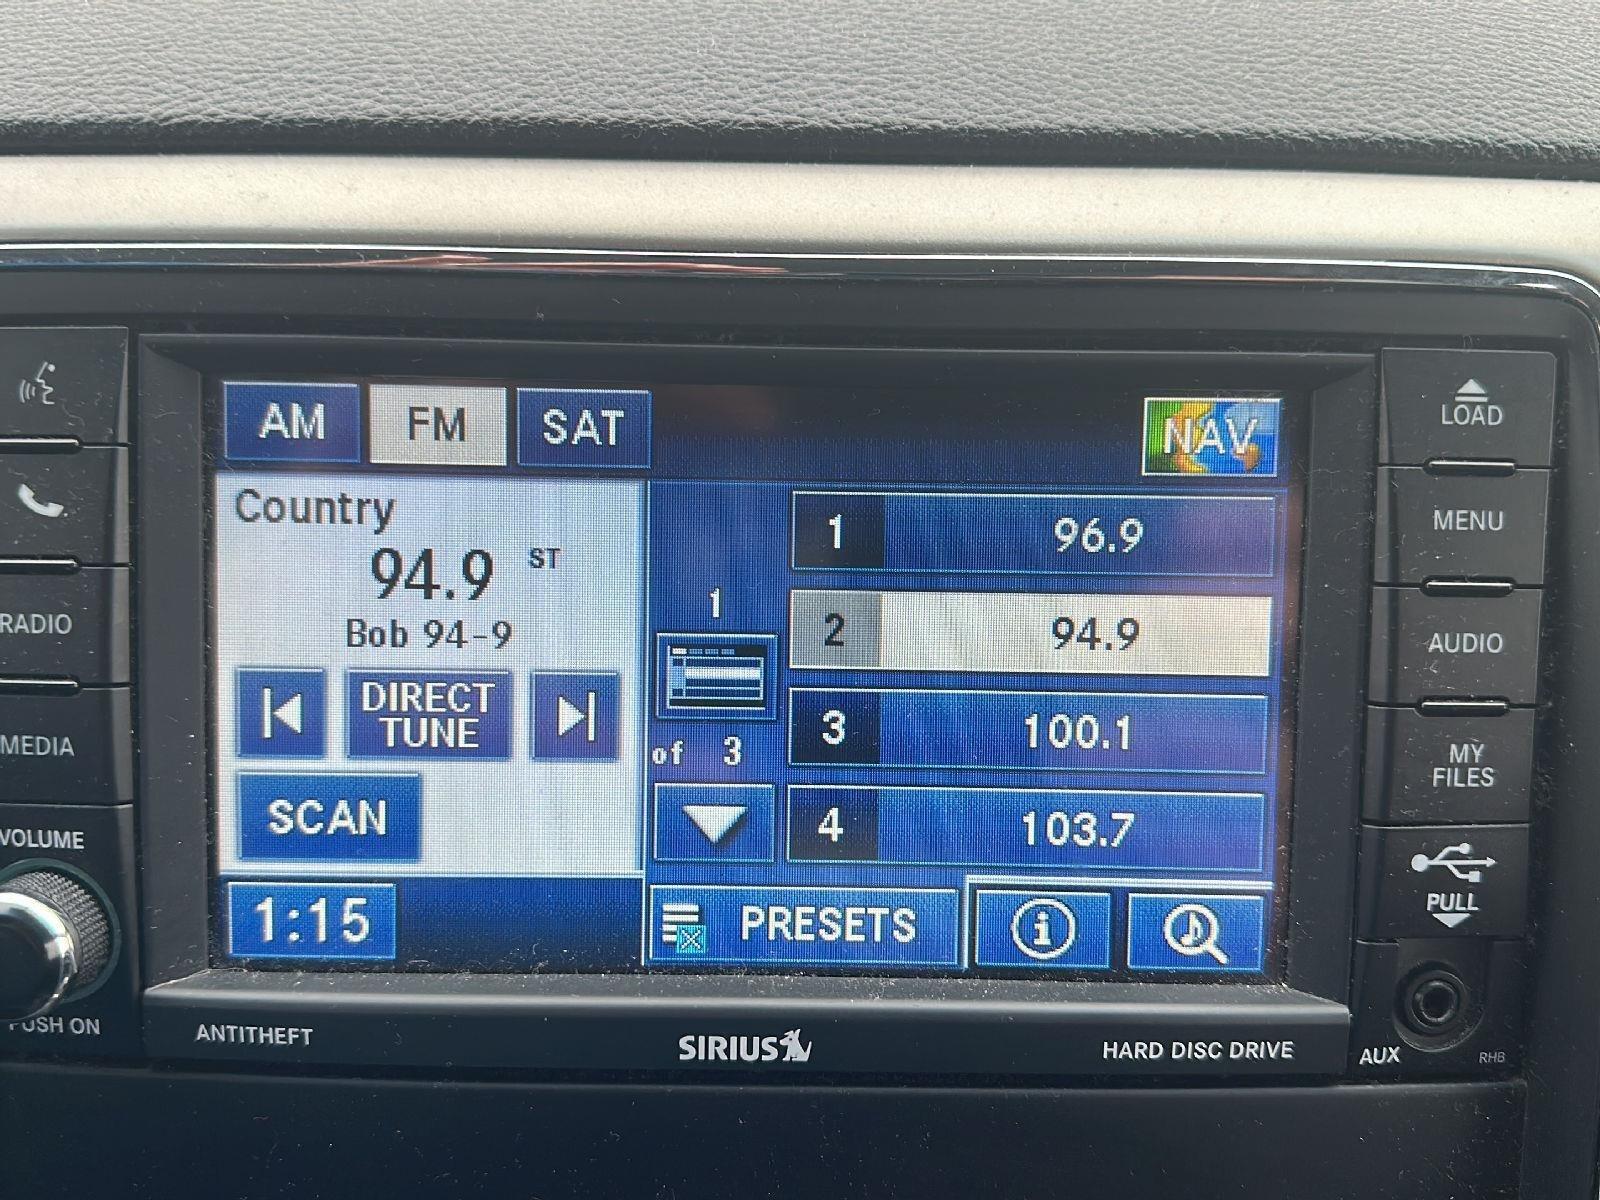 AM FM SAT NAV
Country
94.9 ST
Bob 94-9
DIRECT
TUNE
SCAN
1:15
1
of 3
1 96.9
2 94.9
3 100.1
4 103.7
PRESETS
RADIO
MEDIA
VOLUME
PUSH ON
LOAD
MENU
AUDIO
MY
FILES
PULL
AUX
RHB
ANTITHEFT
SIRIUS
HARD DISC DRIVE